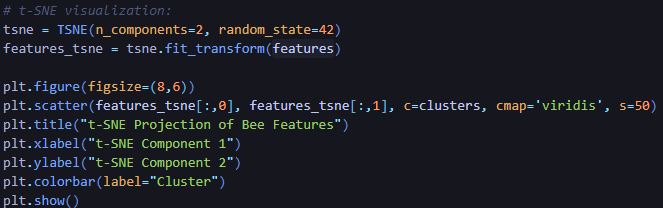 # t-SNE visualization:
tsne = TSNE(n_components=2, random_state=42)
features_tsne = tsne.fit_transform(features)
plt.figure(figsize=(8,6))
plt.scatter(features_tsne[:,0], features_tsne[:,1], c=clusters, cmap='viridis', s=50)
plt.title("t-SNE Projection of Bee Features")
plt.xlabel("t-SNE Component 1")
plt.ylabel("t-SNE Component 2")
plt.colorbar(label="Cluster")
plt.show()